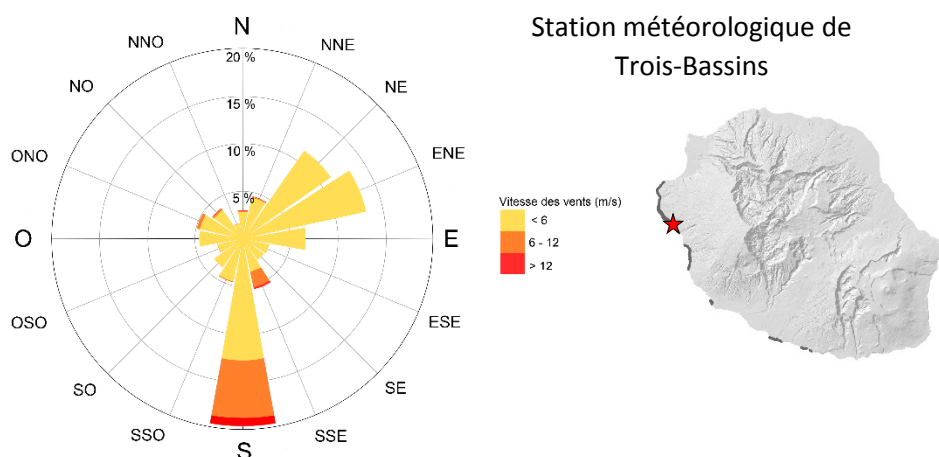 Station météorologique de
Trois-Bassins
N
NNO
NNE
20 %
NO
NE
15 %
ONO
10 %
ENE
5 %
O
E
Vitesse des vents (m/s)
< 6
6 - 12
> 12
OSO
ESE
SO
SE
SSO
SSE
S